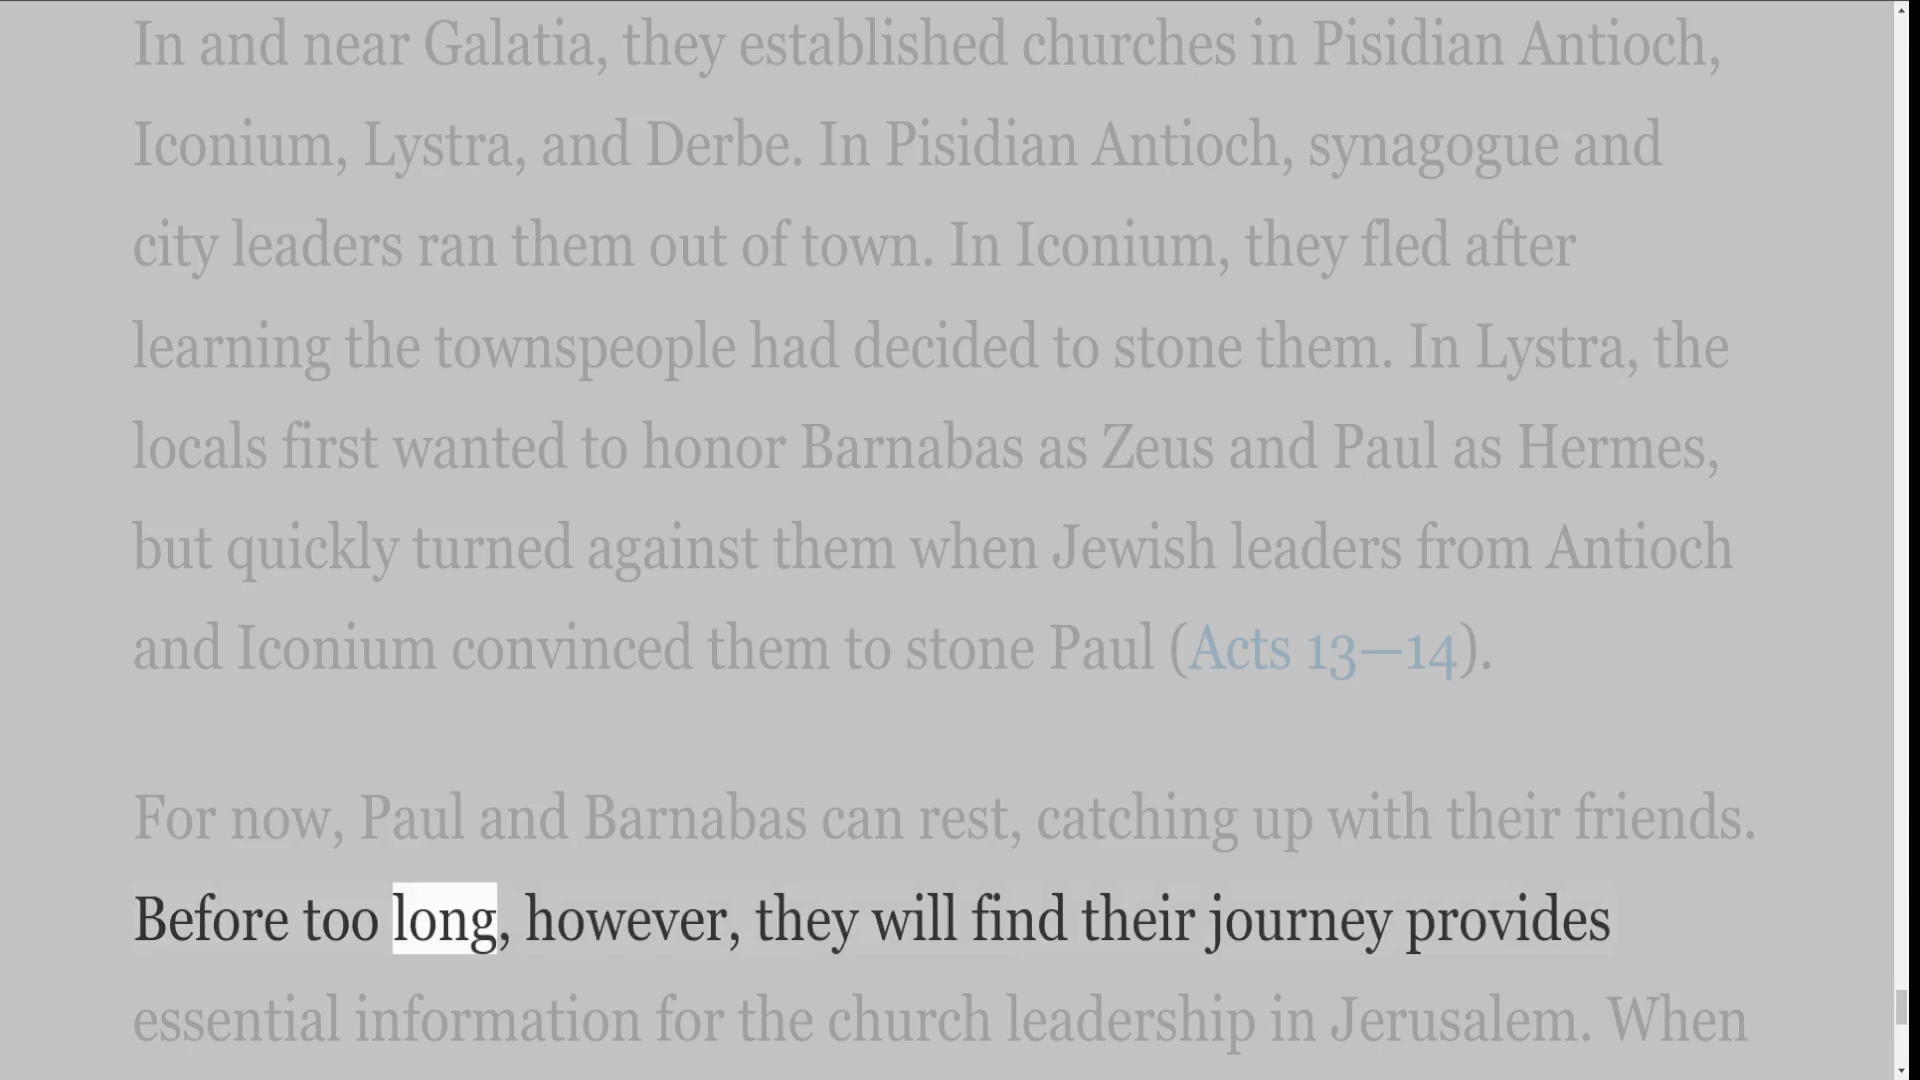 In and near Galatia, they established churches in Pisidian Antioch,
Iconium, Lystra, and Derbe. In Pisidian Antioch, synagogue and
city leaders ran them out of town. In Iconium, they fled after
learning the townspeople had decided to stone them. In Lystra, the
locals first wanted to honor Barnabas as Zeus and Paul as Hermes,
but quickly turned against them when Jewish leaders from Antioch
and Iconium convinced them to stone Paul (Acts 13—14).
For now, Paul and Barnabas can rest, catching up with their friends.
Before too long, however, they will find their journey provides
essential information for the church leadership in Jerusalem. When